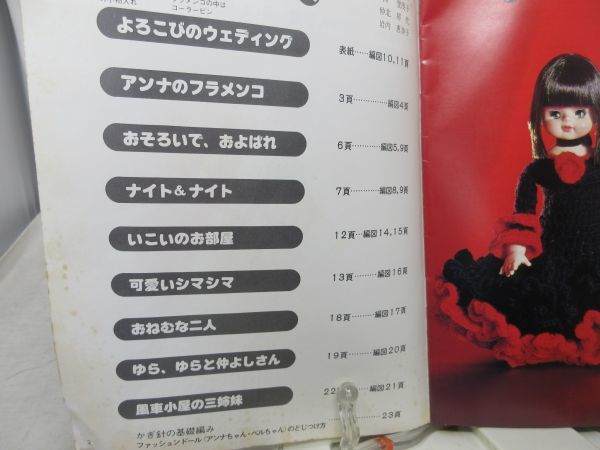 コーラーピン
よろこびのウェディング
表紙……編図10,11頁
アンナのフラメンコ
3頁……編図4頁
おそろいで、およばれ
6頁……編図5,9頁
ナイト&ナイト
7頁……編図8,9頁
いこいのお部屋
12頁…編図14,15頁
可愛いシマシマ
13頁……編図16頁
おねむな二人
18頁……編図17頁
ゆら、ゆらと仲よしさん
19頁……編図20頁
風車小屋の三姉妹
22……編図21頁
かぎ針の基礎編み
ファッションドール(アンナちゃん・ベルちゃん)のとじつけ方
……23頁
2